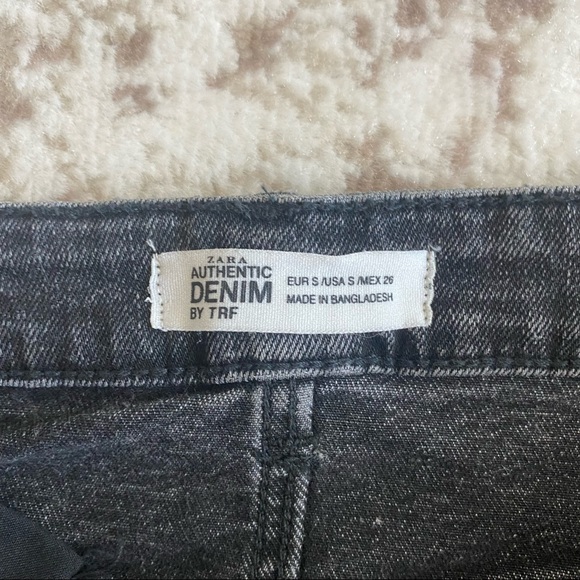 ZARA
AUTHENTIC
DENIM
BY TRF
EUR S /USA S /MEX 26
MADE IN BANGLADESH